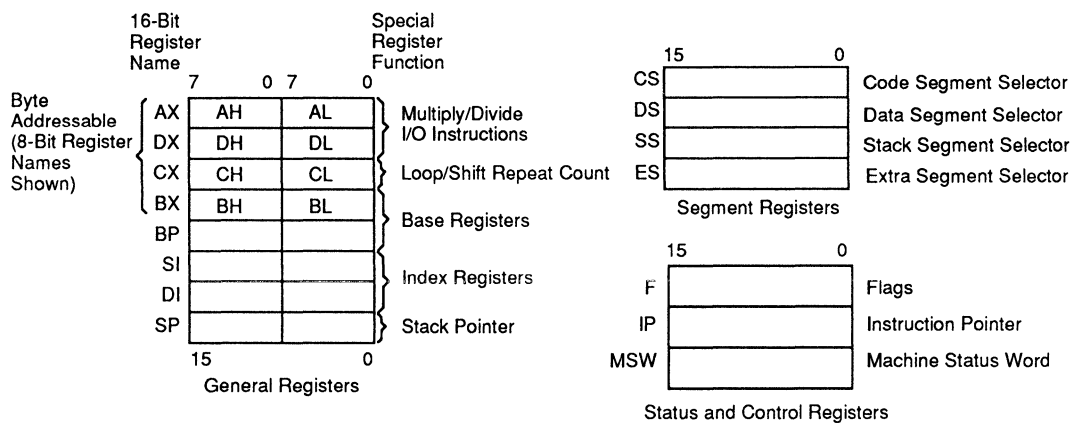 16-Bit
Register
Name
Special
Register
Function
7 0 7 0
Byte
Addressable
(8-Bit Register
Names
Shown)
AX AH AL
DX DH DL
CX CH CL
BX BH BL
BP
SI
DI
SP
Multiply/Divide
I/O Instructions
Loop/Shift Repeat Count
Base Registers
Index Registers
Stack Pointer
15 0
General Registers
15 0
CS Code Segment Selector
DS Data Segment Selector
SS Stack Segment Selector
ES Extra Segment Selector
Segment Registers
15 0
F Flags
IP Instruction Pointer
MSW Machine Status Word
Status and Control Registers